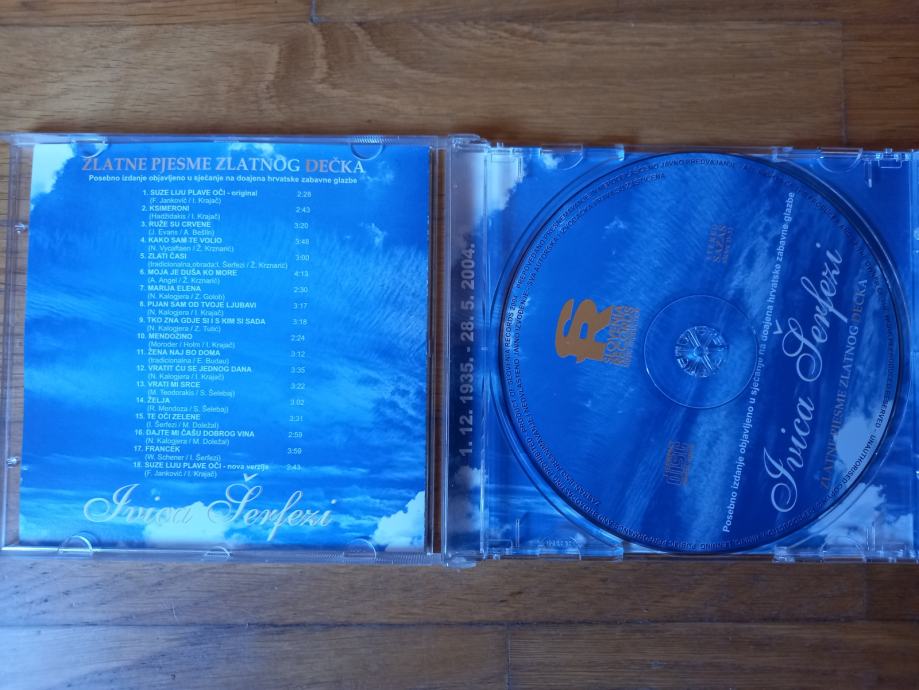 ZLATNE PJESME ZLATNOG DEČKA
Posebno izdanje objavljeno u sječanje na doajena hrvatske zabavne glazbe
1. SUZE LIJU PLAVE OČI - original 2:28
(F. Janković / I. Krajač)
2. KSIMERONI 2:43
(Hadžidakis / I. Krajač)
3. RUŽE SU CRVENE 3:20
(J. Evans / A. Bešlin)
4. KAKO SAM TE VOLIO 3:48
(N. Vycaftaen / Ž. Krznarić)
5. ZLATI ČASI 3:00
(tradicionalna,obrada:I. Šerfezi / Ž. Krznarić)
6. MOJA JE DUŠA KO MORE 4:13
(A. Angel / Ž. Krznarić)
7. MARIJA ELENA 2:30
(N. Kalogjera / Z. Golob)
8. PIJAN SAM OD TVOJE LJUBAVI 3:17
(N. Kalogjera / I. Krajač)
9. TKO ZNA GDJE SI I S KIM SI SADA 3:18
(N. Kalogjera / Z. Tulić)
10. MENDOŽINO 2:24
(Moroder / Holm / I. Krajač)
11. ŽENA NAJ BO DOMA 3:12
(tradicionalna / E. Budau)
12. VRATIT ĆU SE JEDNOG DANA 3:35
(N. Kalogjera / I. Krajač)
13. VRATI MI SRCE 3:22
(M. Teodorakis / S. Šelebaj)
14. ŽELJA 3.02
(R. Mendoza / S. Šelebaj)
15. TE OČI ZELENE 3:31
(I. Šerfezi / M. Doležal)
16. DAJTE MI ČAŠU DOBROG VINA 2:59
(N. Kalogjera / M. Doležal)
17. FRANCEK 3:59
(W. Schener / I. Šerfezi)
18. SUZE LIJU PLAVE OČI - nova verzija 2:43
(F. Janković / I. Krajač)
Ivica Šerfezi
1. 12. 1935. - 28. 5. 2004.
R
Posebno izdanje objavljeno u sječanje na doajena hrvatske zabavne glazbe
Ivica Šerfezi
ZLATNE PJESME ZLATNOG DEČKA